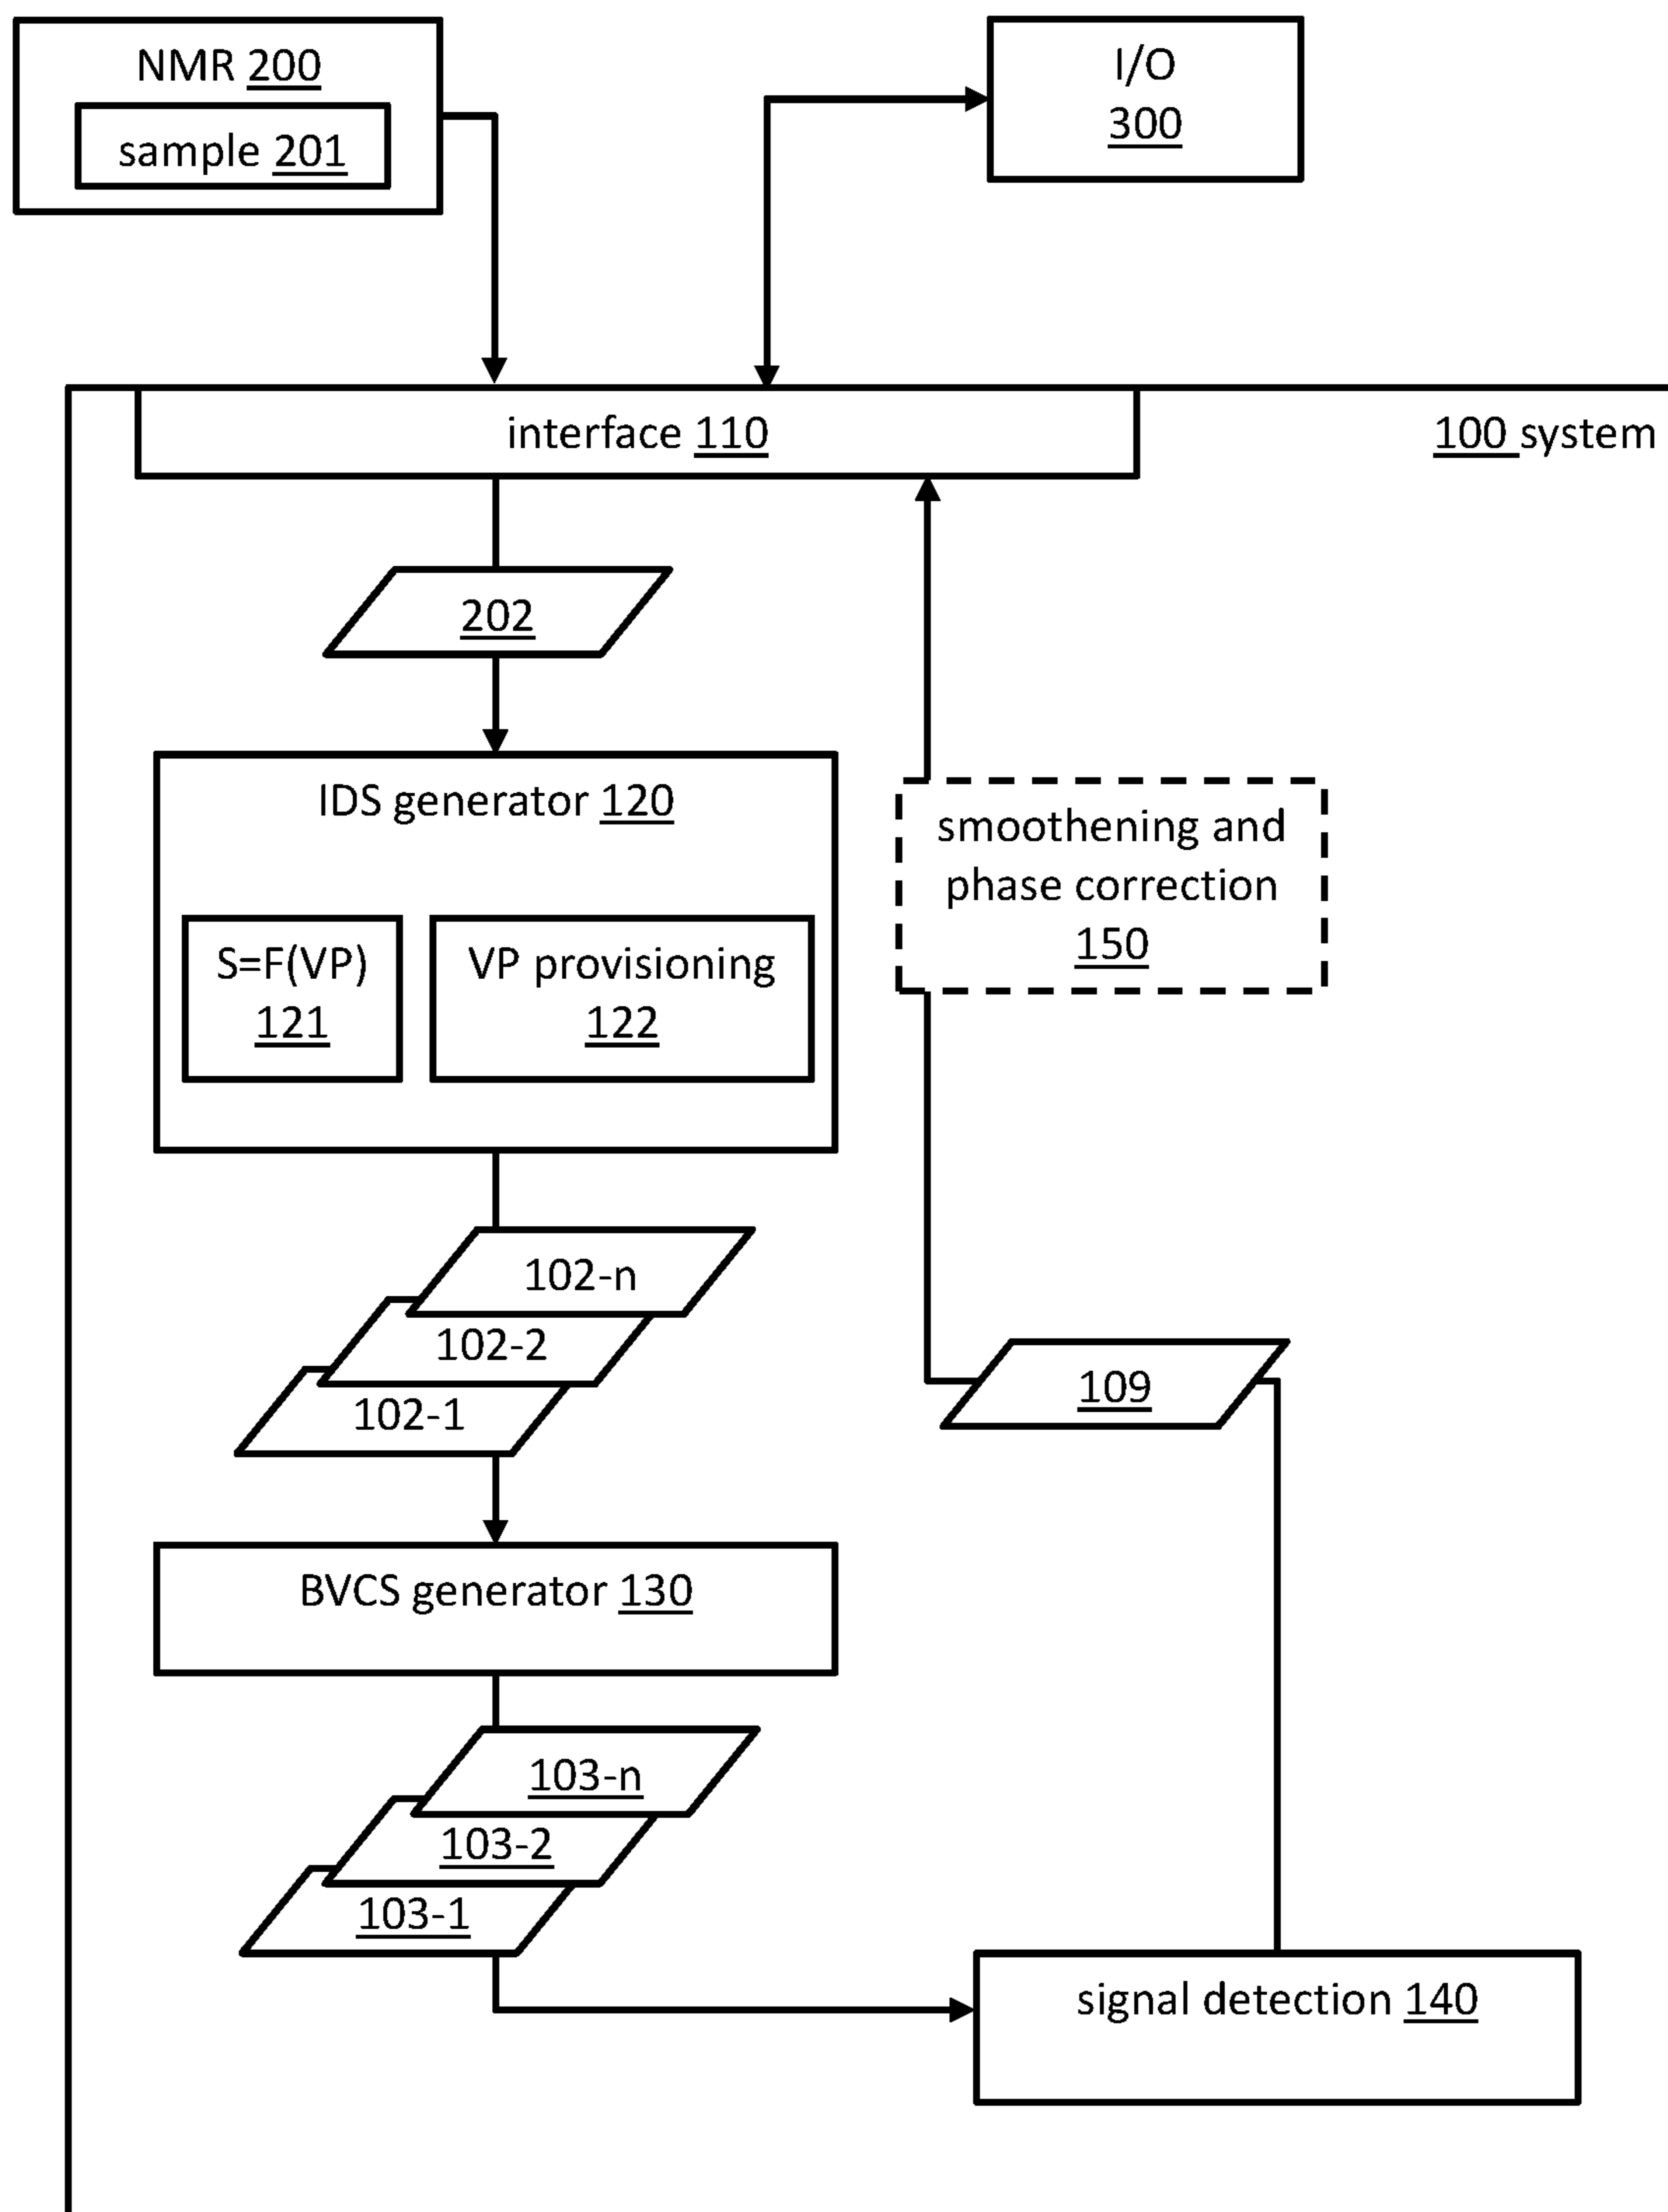 NMR 200
sample 201
I/O
300
interface 110
100 system
202
IDS generator 120
S=F(VP)
121
VP provisioning
122
smoothening and
phase correction
150
102-n
102-2
102-1
109
BVCS generator 130
103-n
103-2
103-1
signal detection 140